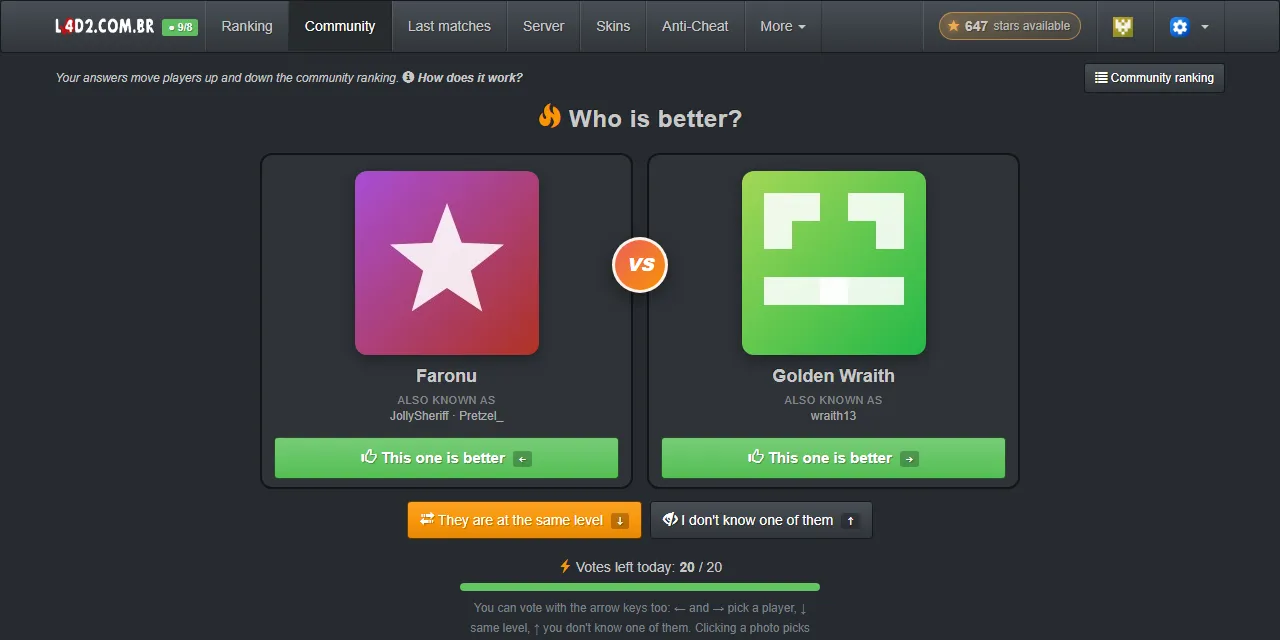 L4D2.COM.BR
9/8
Ranking
Community
Last matches
Server
Skins
Anti-Cheat
More
647 stars available
Your answers move players up and down the community ranking. How does it work?
Community ranking
Who is better?
VS
Faronu
ALSO KNOWN AS
JollySheriff · Pretzel_
This one is better ←
Golden Wraith
ALSO KNOWN AS
wraith13
This one is better →
They are at the same level ↓
I don't know one of them ↑
Votes left today: 20 / 20
You can vote with the arrow keys too: ← and → pick a player, ↓
same level, ↑ you don't know one of them. Clicking a photo picks